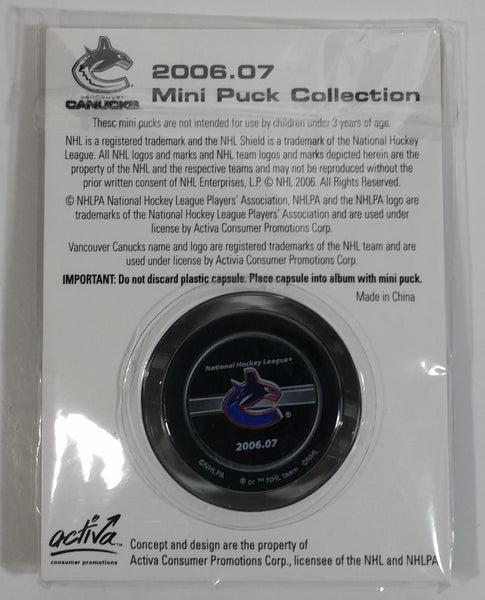 vancouver
CANUCKS
2006.07
Mini Puck Collection
These mini pucks are not intended for use by children under 3 years of age.
NHL is a registered trademark and the NHL Shield is a trademark of the National Hockey
League. All NHL logos and marks and NHL team logos and marks depicted herein are the
property of the NHL and the respective teams and may not be reproduced without the
prior written consent of NHL Enterprises, L.P. © NHL 2006. All Rights Reserved.
© NHLPA National Hockey League Players' Association, NHLPA and the NHLPA logo are
trademarks of the National Hockey League Players' Association and are used under
license by Activa Consumer Promotions Corp.
Vancouver Canucks name and logo are registered trademarks of the NHL team and are
used under license by Activia Consumer Promotions Corp.
IMPORTANT: Do not discard plastic capsule. Place capsule into album with mini puck.
Made in China
National Hockey League®
®
2006.07
©NHLPA ® or ™ NHL team ©NHL
activa™
consumer promotions
Concept and design are the property of
Activa Consumer Promotions Corp., licensee of the NHL and NHLPA